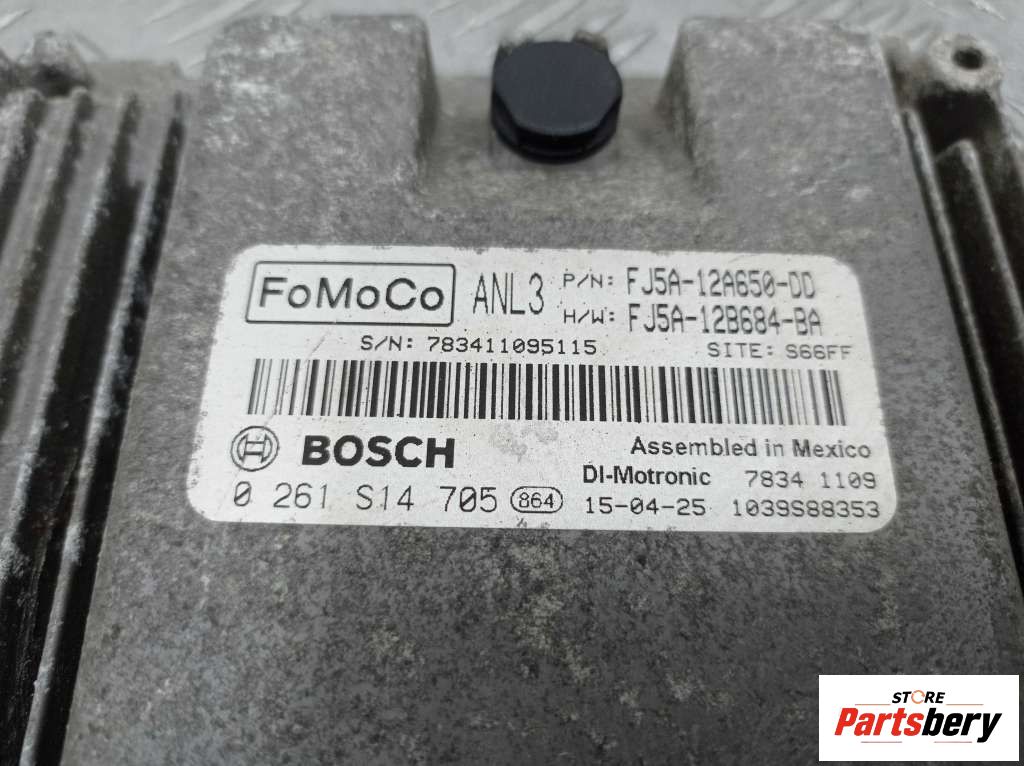 FoMoCo ANL3 P/N: FJ5A-12A650-DD
H/W: FJ5A-12B684-BA
S/N: 783411095115 SITE: S66FF
BOSCH Assembled in Mexico
DI-Motronic 7834 1109
0 261 S14 705 864 15-04-25 1039S88353
STORE
Partsbery